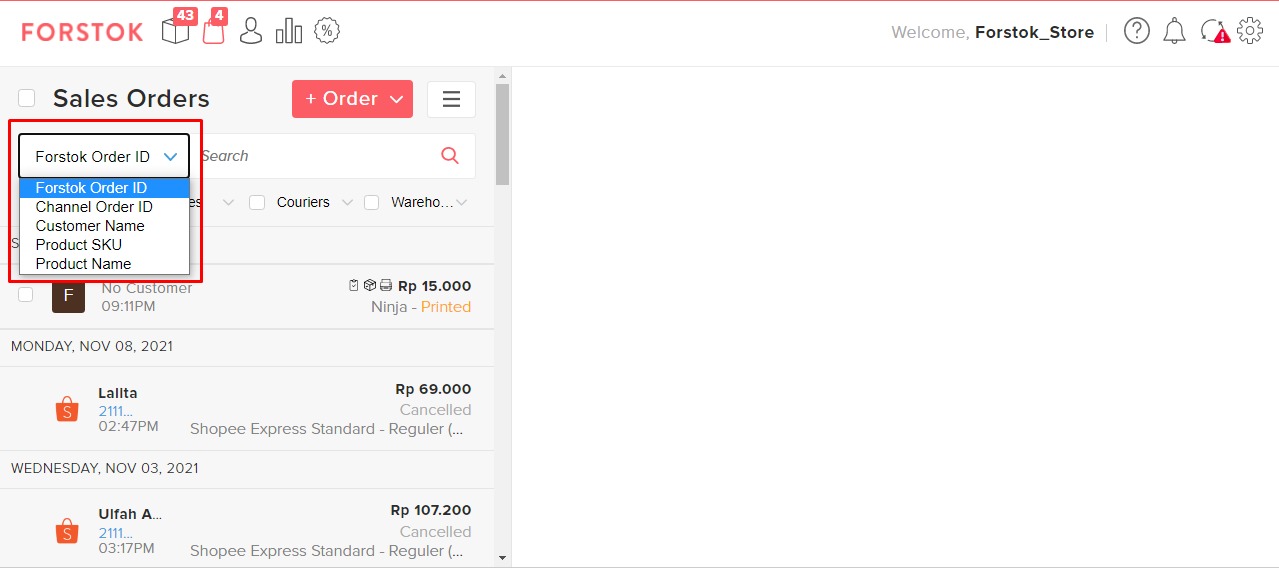 FORSTOK
43
4
%
Welcome, Forstok_Store
Sales Orders
+ Order
Forstok Order ID
Search
Forstok Order ID
Channel Order ID
Customer Name
Product SKU
Product Name
es
Couriers
Wareho...
S
F
No Customer
09:11PM
Rp 15.000
Ninja - Printed
MONDAY, NOV 08, 2021
Lalita
2111...
02:47PM
Rp 69.000
Cancelled
Shopee Express Standard - Reguler (...
WEDNESDAY, NOV 03, 2021
Ulfah A...
2111...
03:17PM
Rp 107.200
Cancelled
Shopee Express Standard - Reguler (...